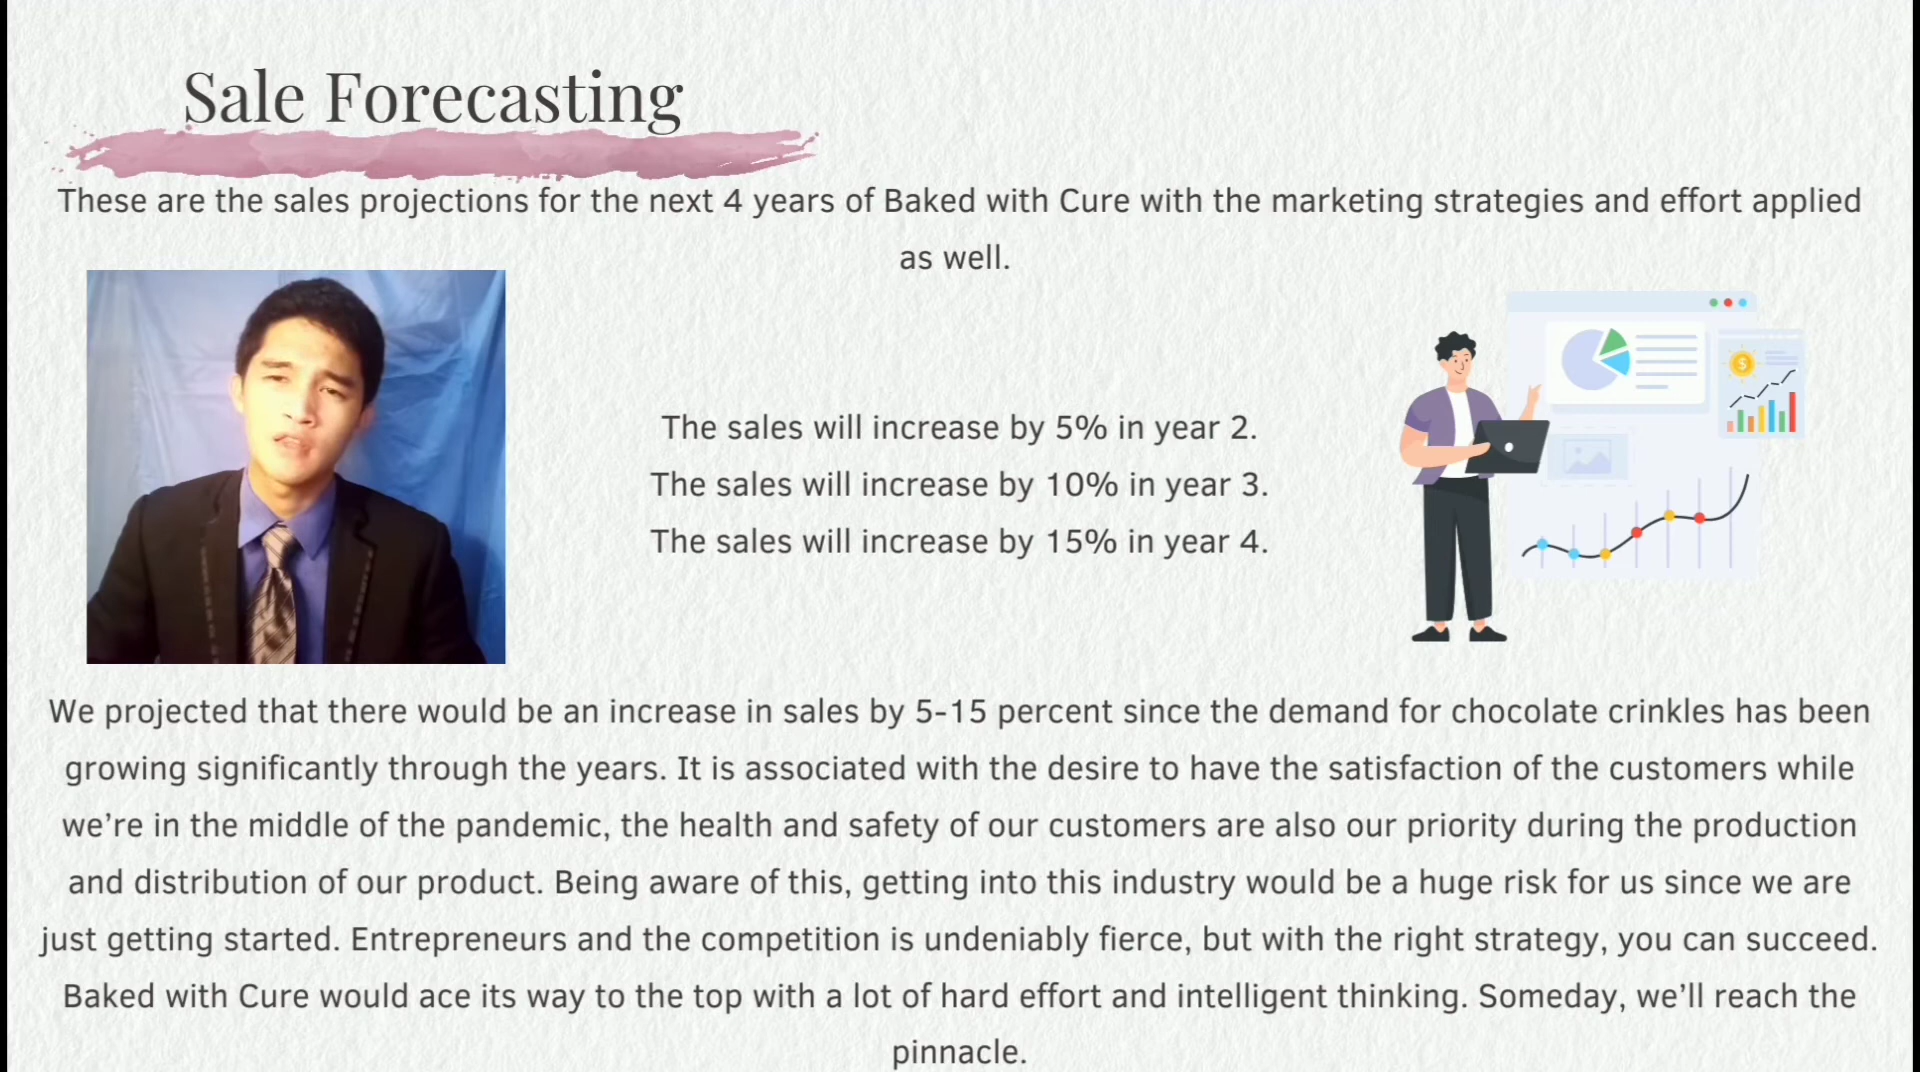 Sale Forecasting
These are the sales projections for the next 4 years of Baked with Cure with the marketing strategies and effort applied
as well.
The sales will increase by 5% in year 2.
The sales will increase by 10% in year 3.
The sales will increase by 15% in year 4.
$
We projected that there would be an increase in sales by 5-15 percent since the demand for chocolate crinkles has been
growing significantly through the years. It is associated with the desire to have the satisfaction of the customers while
we’re in the middle of the pandemic, the health and safety of our customers are also our priority during the production
and distribution of our product. Being aware of this, getting into this industry would be a huge risk for us since we are
just getting started. Entrepreneurs and the competition is undeniably fierce, but with the right strategy, you can succeed.
Baked with Cure would ace its way to the top with a lot of hard effort and intelligent thinking. Someday, we’ll reach the
pinnacle.